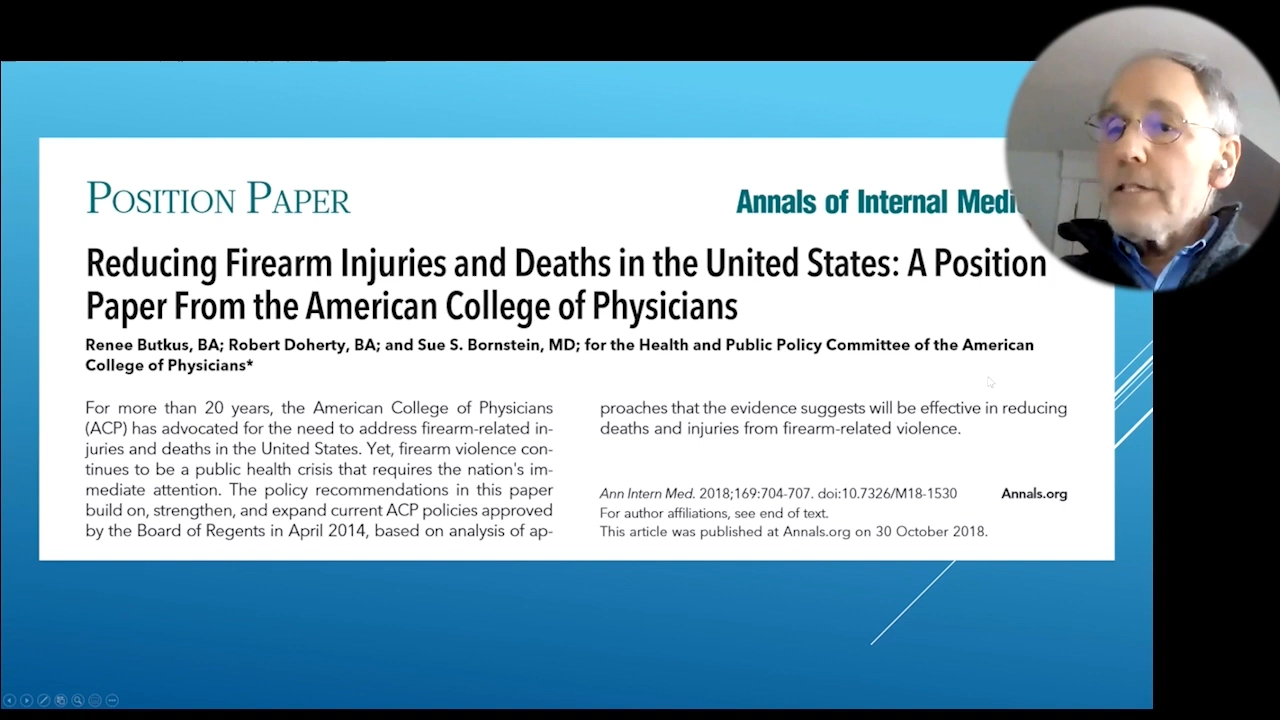 POSITION PAPER
Annals of Internal Medi
Reducing Firearm Injuries and Deaths in the United States: A Position
Paper From the American College of Physicians
Renee Butkus, BA; Robert Doherty, BA; and Sue S. Bornstein, MD; for the Health and Public Policy Committee of the American
College of Physicians*
For more than 20 years, the American College of Physicians
(ACP) has advocated for the need to address firearm-related in-
juries and deaths in the United States. Yet, firearm violence con-
tinues to be a public health crisis that requires the nation's im-
mediate attention. The policy recommendations in this paper
build on, strengthen, and expand current ACP policies approved
by the Board of Regents in April 2014, based on analysis of ap-
proaches that the evidence suggests will be effective in reducing
deaths and injuries from firearm-related violence.
Ann Intern Med. 2018;169:704-707. doi:10.7326/M18-1530
Annals.org
For author affiliations, see end of text.
This article was published at Annals.org on 30 October 2018.